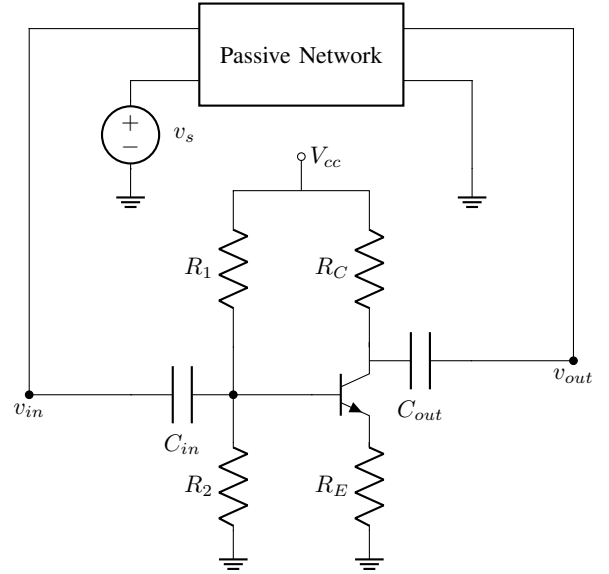 Passive Network
+
−
v_s
V_cc
R_1
R_C
v_out
v_in
C_out
C_in
R_2
R_E